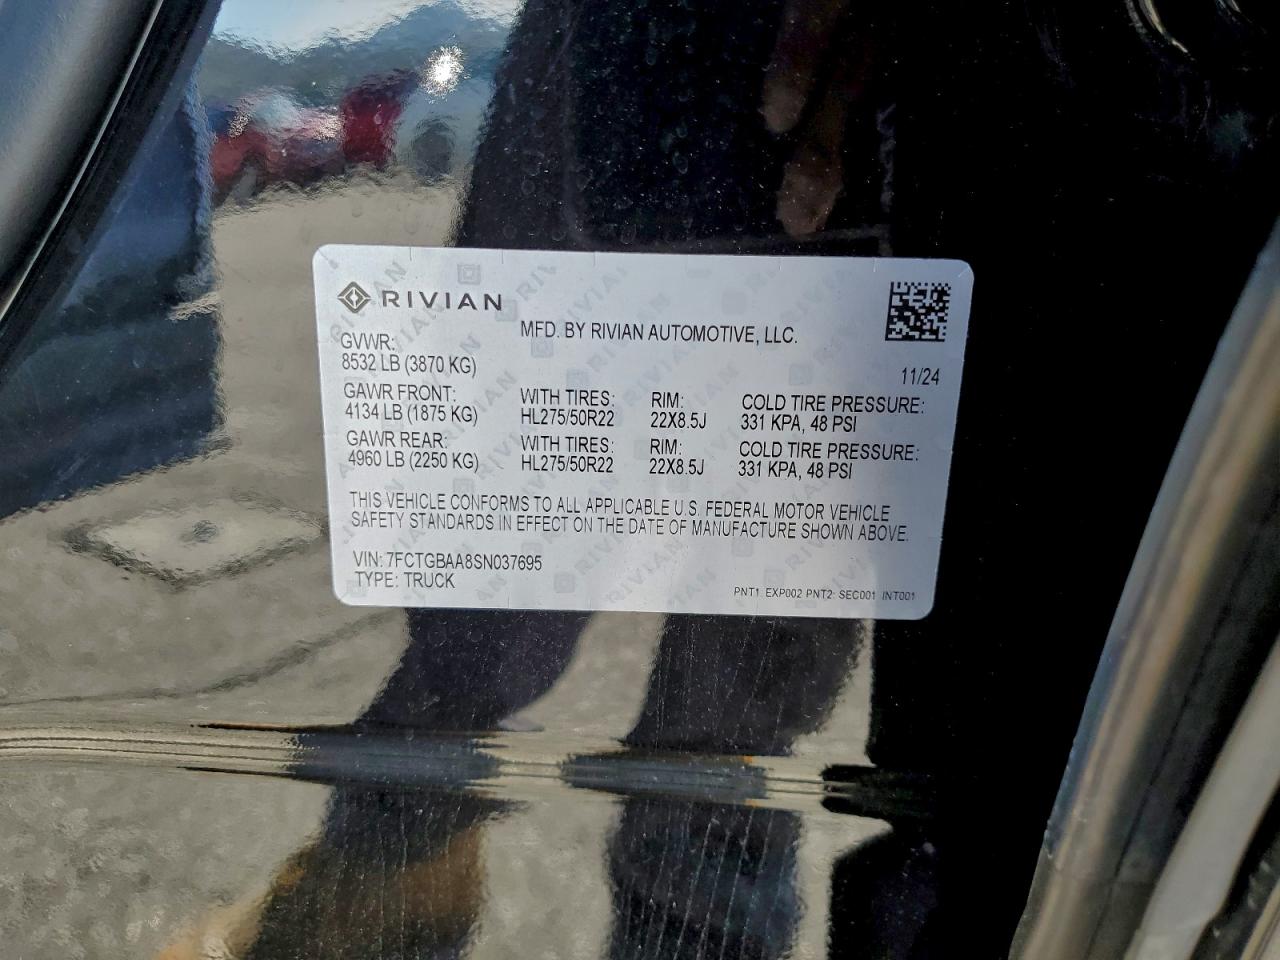 RIVIAN
MFD. BY RIVIAN AUTOMOTIVE, LLC.
GVWR:
8532 LB (3870 KG)
11/24
GAWR FRONT: WITH TIRES: RIM: COLD TIRE PRESSURE:
4134 LB (1875 KG) HL275/50R22 22X8.5J 331 KPA, 48 PSI
GAWR REAR: WITH TIRES: RIM: COLD TIRE PRESSURE:
4960 LB (2250 KG) HL275/50R22 22X8.5J 331 KPA, 48 PSI
THIS VEHICLE CONFORMS TO ALL APPLICABLE U.S. FEDERAL MOTOR VEHICLE
SAFETY STANDARDS IN EFFECT ON THE DATE OF MANUFACTURE SHOWN ABOVE.
VIN: 7FCTGBAA8SN037695
TYPE: TRUCK
PNT1: EXP002 PNT2: SEC001 INT001